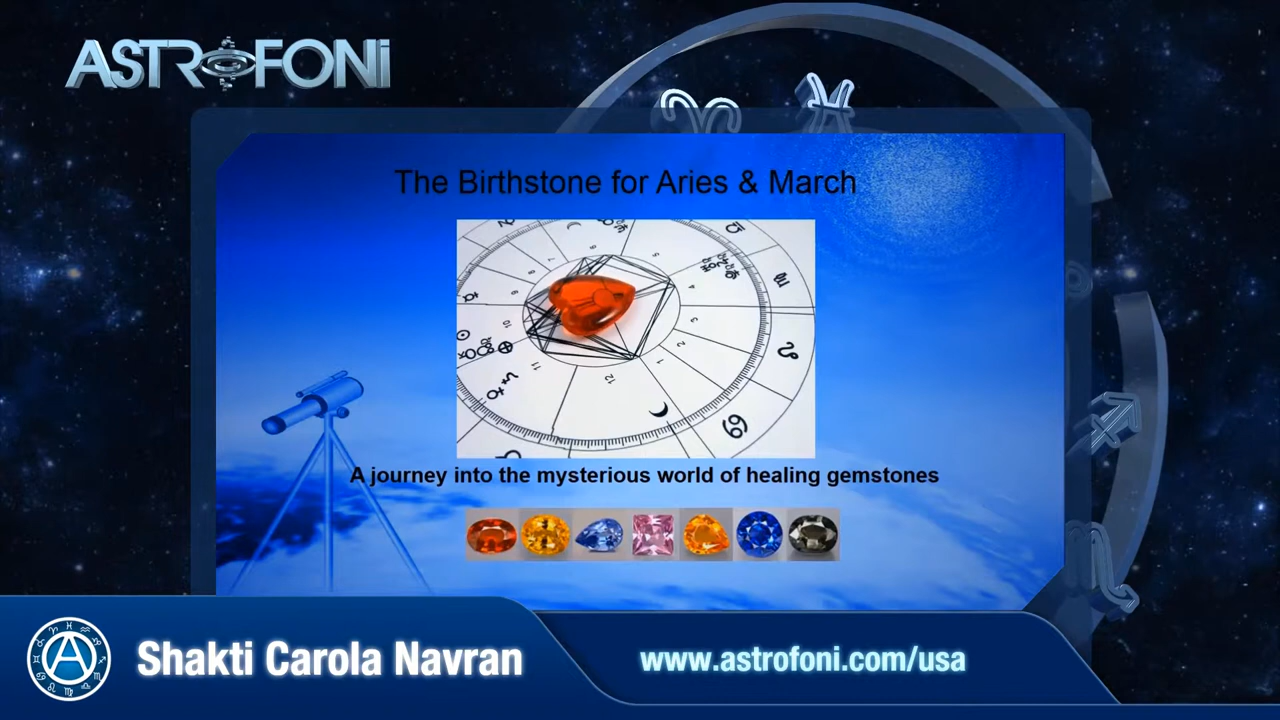 ASTROFONi
The Birthstone for Aries & March
A journey into the mysterious world of healing gemstones
Shakti Carola Navran
www.astrofoni.com/usa